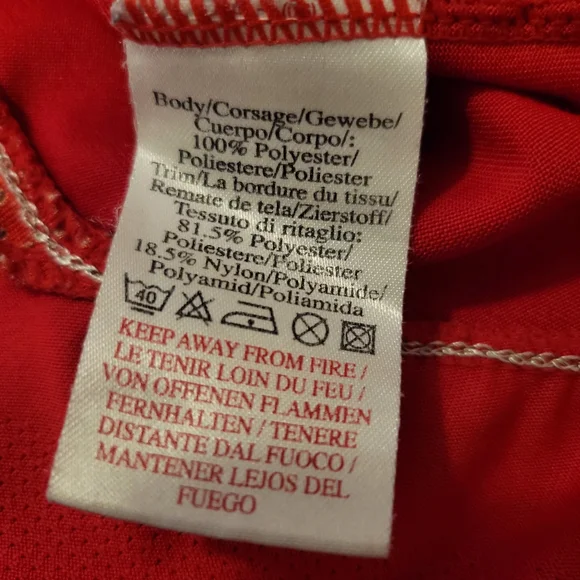 Body/Corsage/Gewebe/
Cuerpo/Corpo/:
100% Polyester/
Poliestere/Poliester
Trim/La bordure du tissu/
Remate de tela/Zierstoff/
Tessuto di ritaglio:
81.5% Polyester/
Poliestere/Poliester
18.5% Nylon/Polyamide/
Polyamid/Poliamida
40
KEEP AWAY FROM FIRE /
LE TENIR LOIN DU FEU /
VON OFFENEN FLAMMEN
FERNHALTEN / TENERE
DISTANTE DAL FUOCO /
MANTENER LEJOS DEL
FUEGO